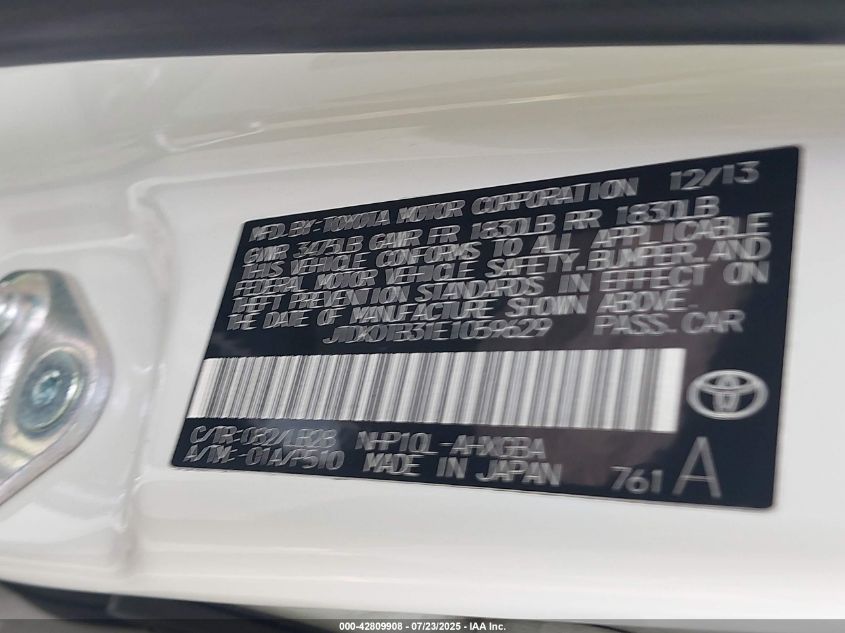 MFD. BY:-TOYOTA MOTOR CORPORATION 12/13
GVWR 3475LB GAWR FR 1830LB RR 1830LB
THIS VEHICLE CONFORMS TO ALL APPLICABLE
FEDERAL MOTOR VEHICLE SAFETY, BUMPER, AND
THEFT PREVENTION STANDARDS IN EFFECT ON
THE DATE OF MANUFACTURE SHOWN ABOVE.
JTDKDTB31E1059629 PASS. CAR
C/TR:-082/LB28 NHP10L-AHXGBA
A/TM:-01A/P510 MADE IN JAPAN
761 A
000-42809908 - 07/23/2025 - IAA Inc.